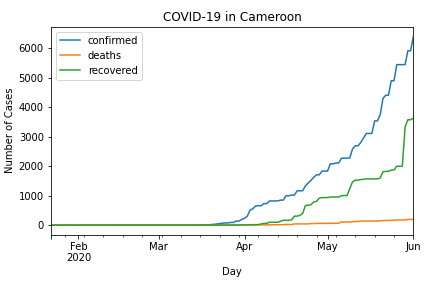 COVID-19 in Cameroon
confirmed
deaths
recovered
Number of Cases
6000
5000
4000
3000
2000
1000
0
Feb
2020
Mar
Apr
May
Jun
Day